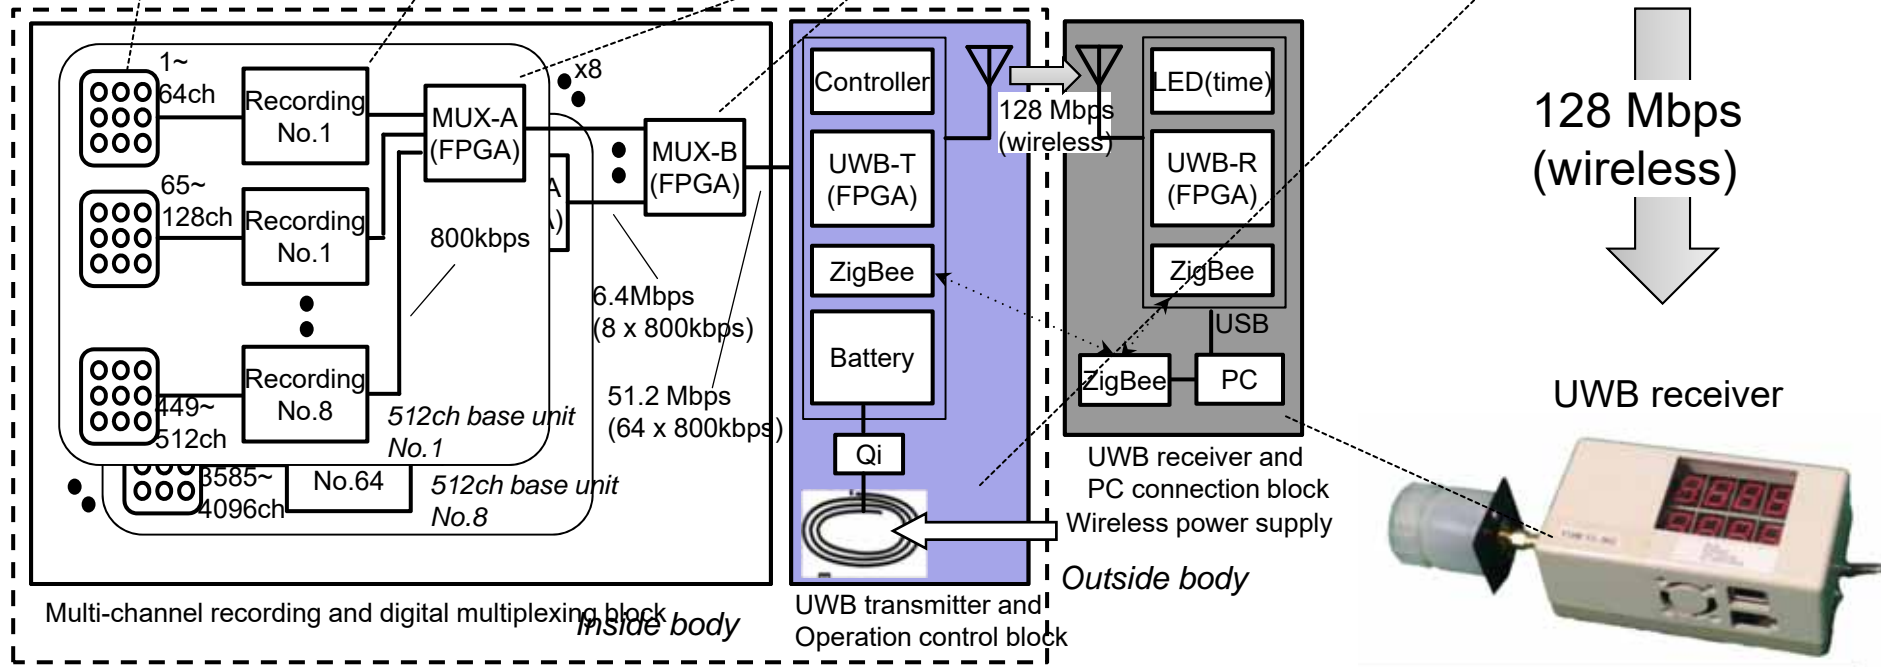 1~
64ch
Recording
No.1
65~
128ch
Recording
No.1
449~
512ch
Recording
No.8
MUX-A
(FPGA)
800kbps
512ch base unit
No.1
x8
A
)
3585~
4096ch
No.64
512ch base unit
No.8
MUX-B
(FPGA)
6.4Mbps
(8 x 800kbps)
51.2 Mbps
(64 x 800kbps)
Multi-channel recording and digital multiplexing block
Inside body
Controller
UWB-T
(FPGA)
ZigBee
Battery
Qi
UWB transmitter and
Operation control block
128 Mbps
(wireless)
LED(time)
UWB-R
(FPGA)
ZigBee
USB
ZigBee
PC
UWB receiver and
PC connection block
Wireless power supply
Outside body
128 Mbps
(wireless)
UWB receiver